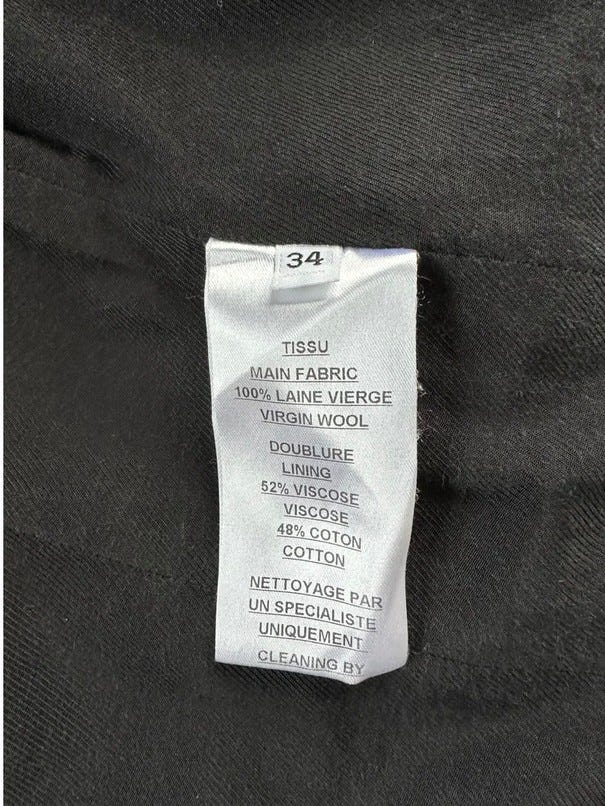 34
TISSU
MAIN FABRIC
100% LAINE VIERGE
VIRGIN WOOL
DOUBLURE
LINING
52% VISCOSE
VISCOSE
48% COTON
COTTON
NETTOYAGE PAR
UN SPECIALISTE
UNIQUEMENT
CLEANING BY